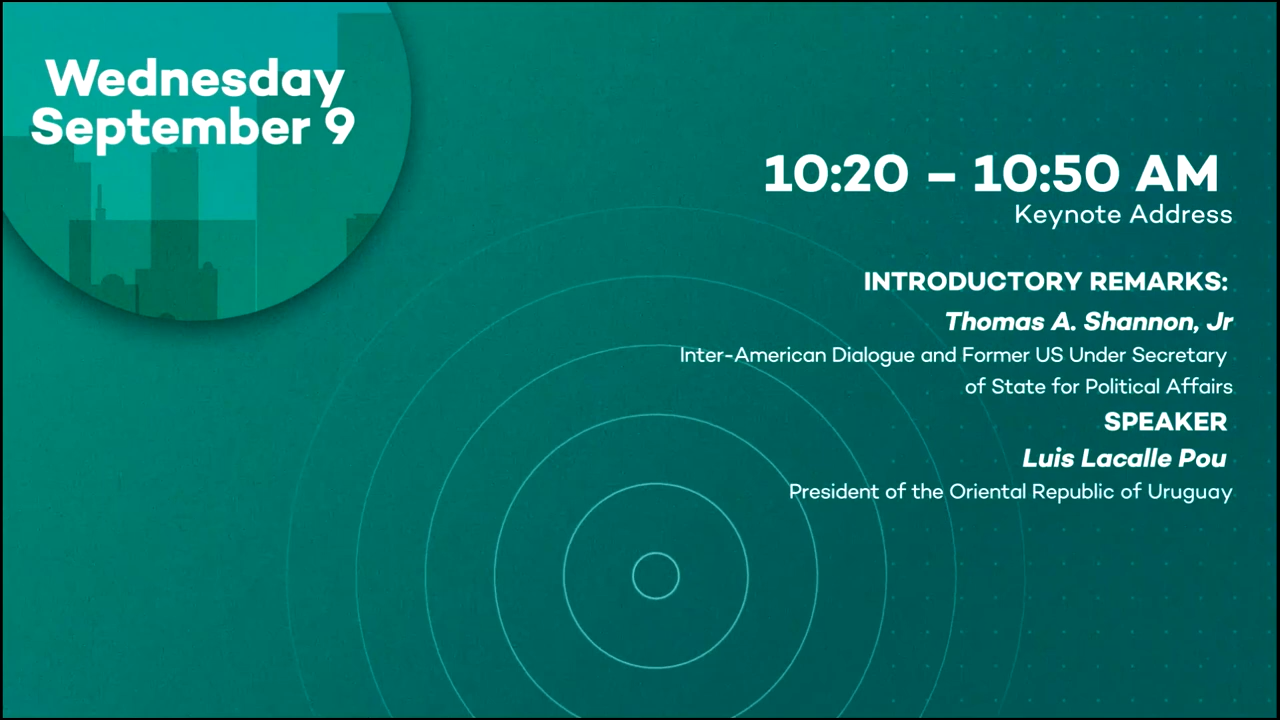 Wednesday
September 9
10:20 – 10:50 AM
Keynote Address
INTRODUCTORY REMARKS:
Thomas A. Shannon, Jr
Inter-American Dialogue and Former US Under Secretary
of State for Political Affairs
SPEAKER
Luis Lacalle Pou
President of the Oriental Republic of Uruguay